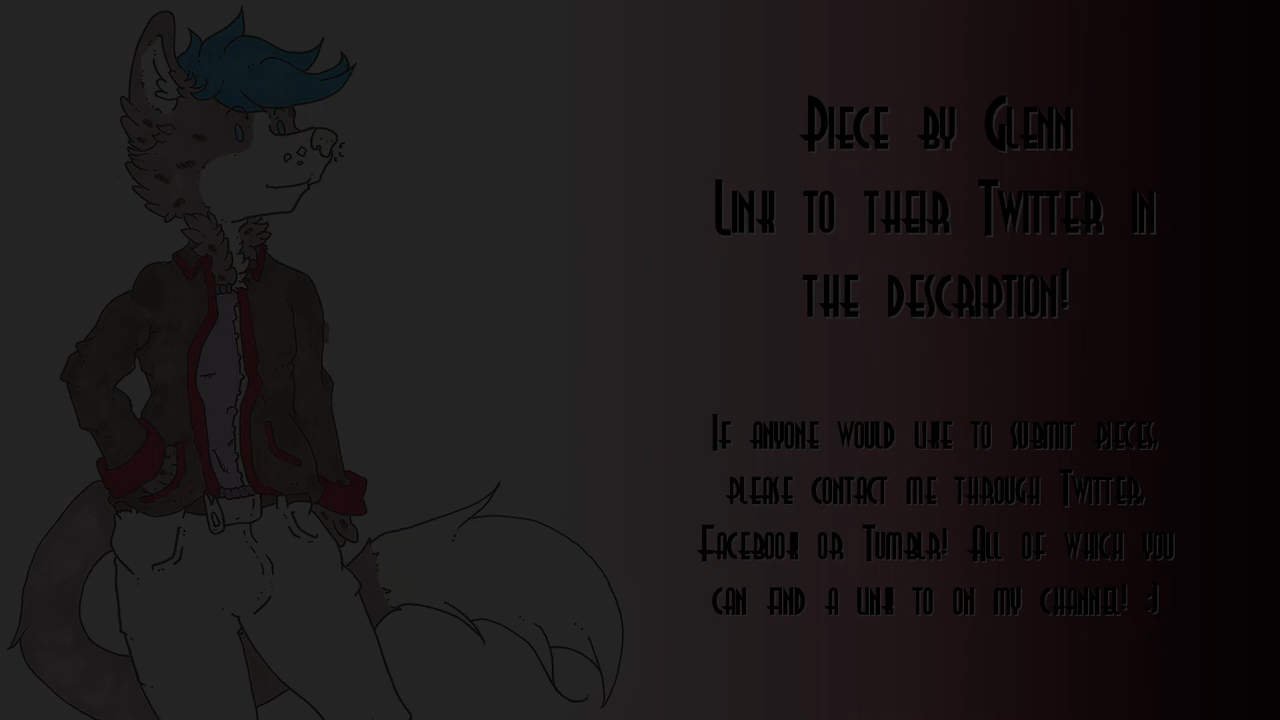 Piece by Glenn
Link to their Twitter in
the description!
If anyone would like to submit pieces,
please contact me through Twitter,
Facebook or Tumblr! All of which you
can find a link to on my channel! :)